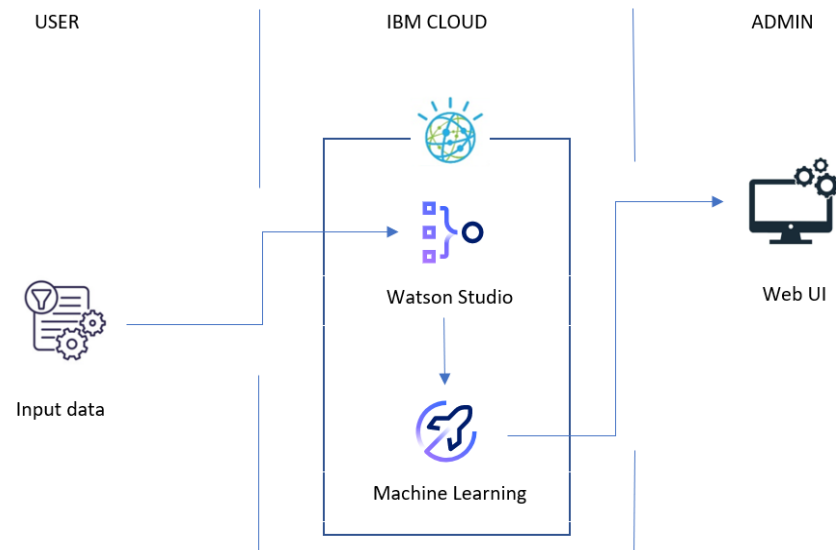 USER
IBM CLOUD
ADMIN
Watson Studio
Web UI
Input data
Machine Learning